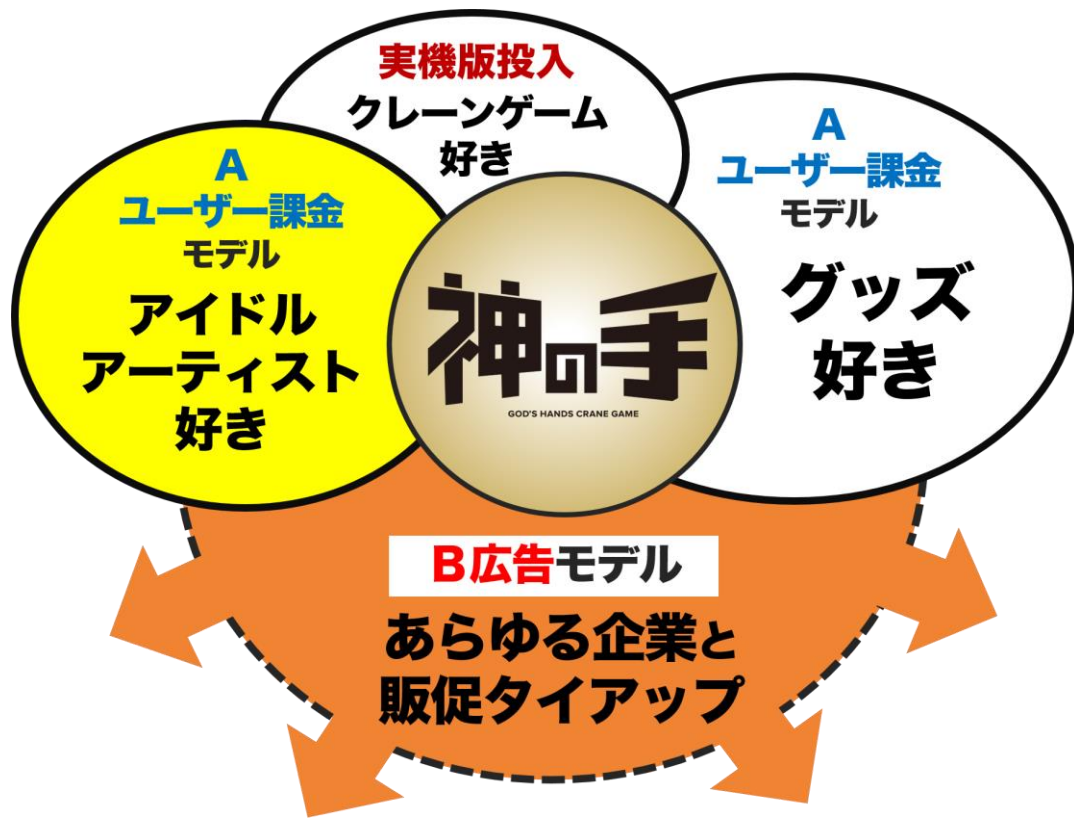 実機版投入
クレーンゲーム
好き
A
ユーザー課金
モデル
アイドル
アーティスト
好き
A
ユーザー課金
モデル
グッズ
好き
神の手
GOD'S HANDS CRANE GAME
B広告モデル
あらゆる企業と
販促タイアップ